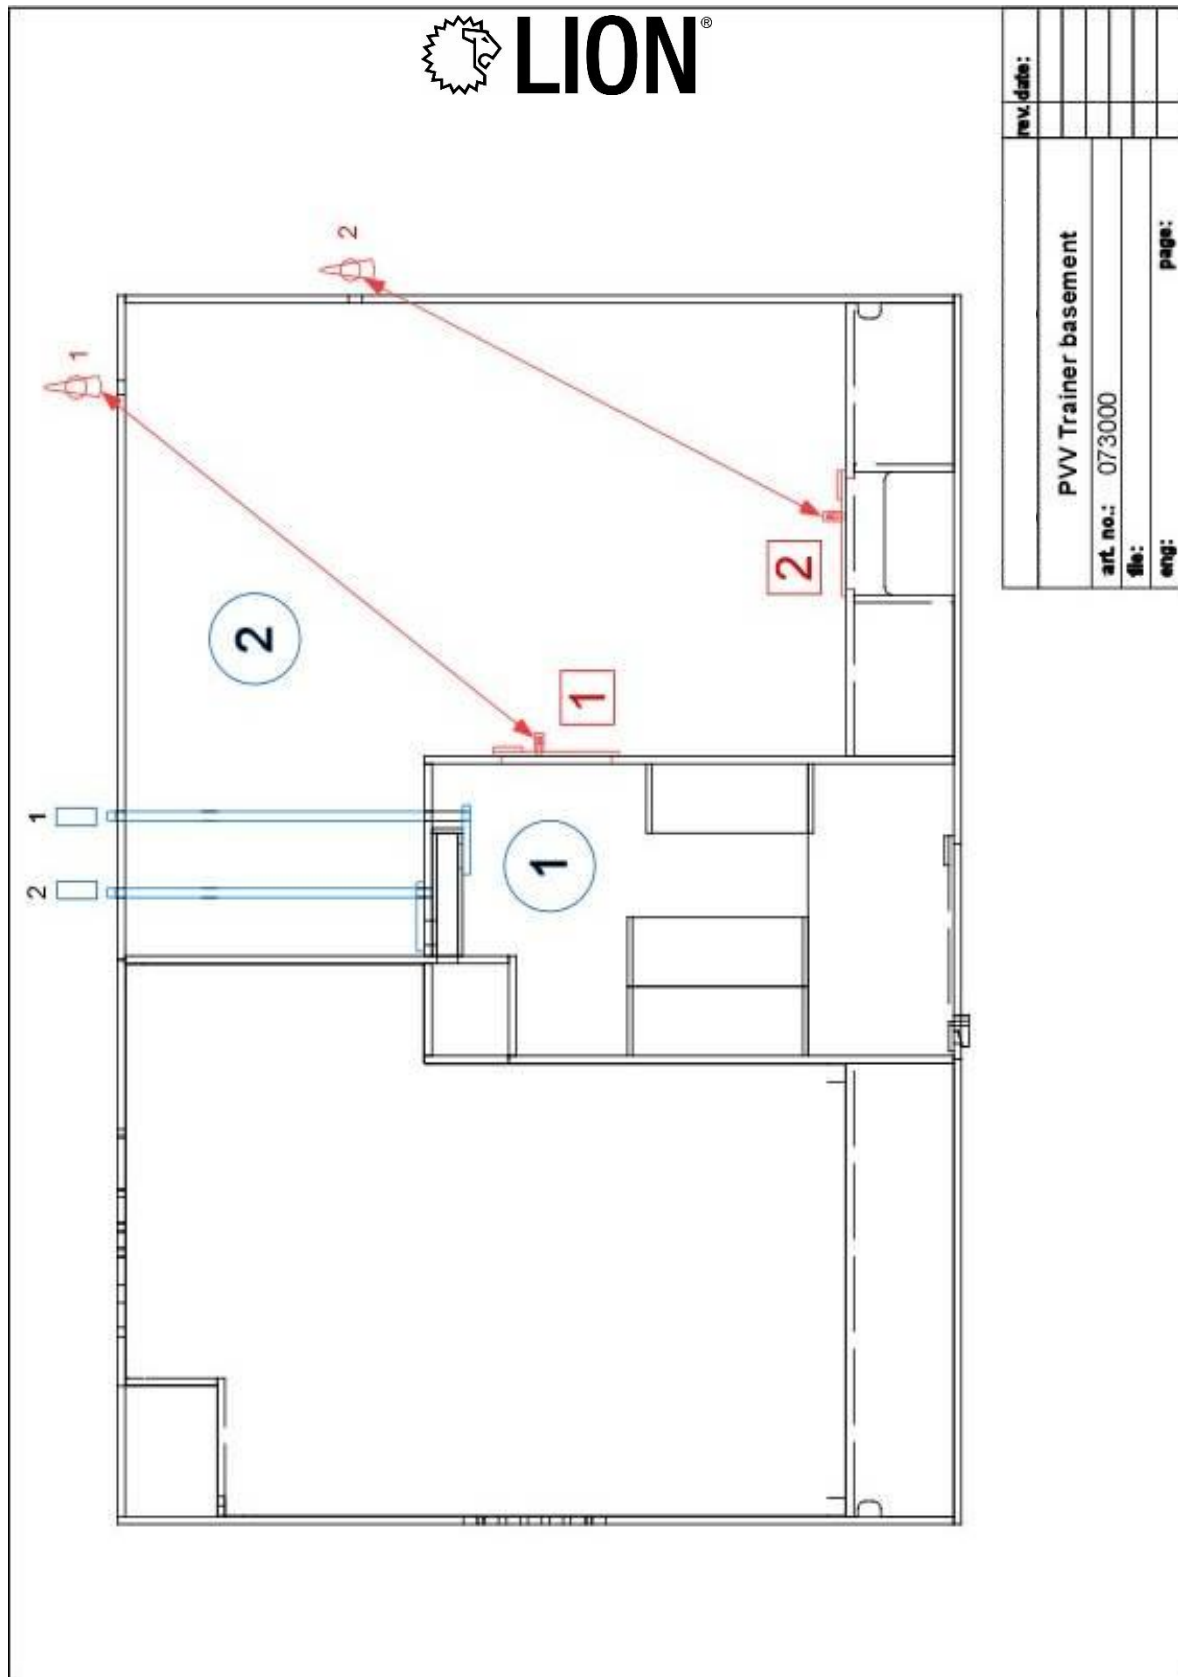 LION®
rev. date:
PVV Trainer basement
art. no.: 073000
file:
eng: page:
1
2
2
1
2
1
2
1